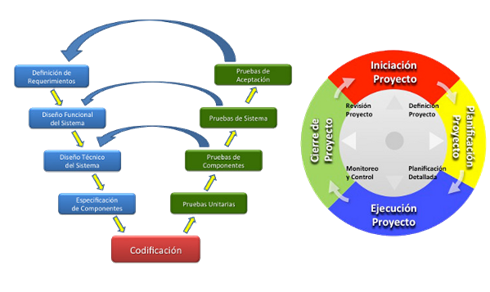 Definición de
Requerimientos
Diseño Funcional
del Sistema
Diseño Técnico
del Sistema
Especificación
de Componentes
Codificación
Pruebas Unitarias
Pruebas de
Componentes
Pruebas de Sistema
Pruebas de
Aceptación
Iniciación
Proyecto
Planificación
Proyecto
Ejecución
Proyecto
Cierre de
Proyecto
Revisión
Proyecto
Definición
Proyecto
Monitoreo
y Control
Planificación
Detallada